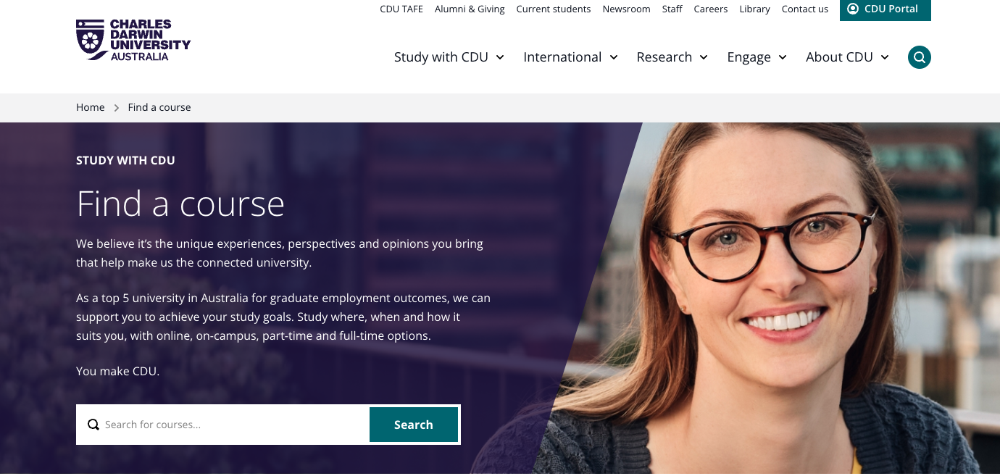 CDU TAFE Alumni & Giving Current students Newsroom Staff Careers Library Contact us CDU Portal
CHARLES
DARWIN
UNIVERSITY
AUSTRALIA
Study with CDU International Research Engage About CDU
Home Find a course
STUDY WITH CDU
Find a course
We believe it’s the unique experiences, perspectives and opinions you bring
that help make us the connected university.
As a top 5 university in Australia for graduate employment outcomes, we can
support you to achieve your study goals. Study where, when and how it
suits you, with online, on-campus, part-time and full-time options.
You make CDU.
Search for courses... Search